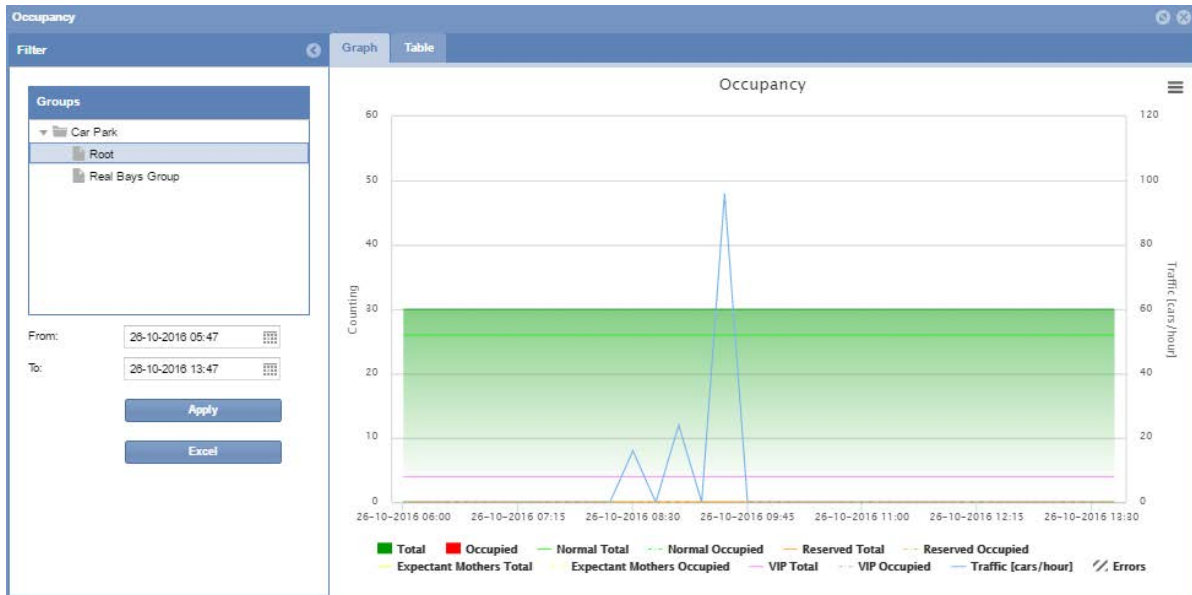 Occupancy
Filter
Graph Table
Groups
Car Park
Root
Real Bays Group
From: 26-10-2016 05:47
To: 26-10-2016 13:47
Apply
Excel
Occupancy
60
50
40
30
20
10
0
Counting
120
100
80
60
40
20
0
Traffic [cars/hour]
26-10-2016 06:00 26-10-2016 07:15 26-10-2016 08:30 26-10-2016 09:45 26-10-2016 11:00 26-10-2016 12:15 26-10-2016 13:30
Total Occupied Normal Total Normal Occupied Reserved Total Reserved Occupied
Expectant Mothers Total Expectant Mothers Occupied VIP Total VIP Occupied Traffic [cars/hour] Errors